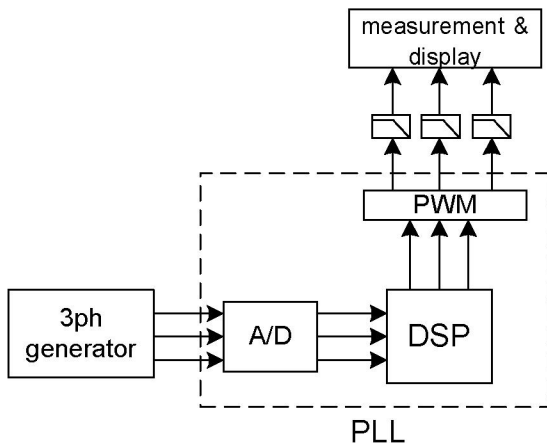 measurement &
display
PWM
3ph
generator
A/D
DSP
PLL